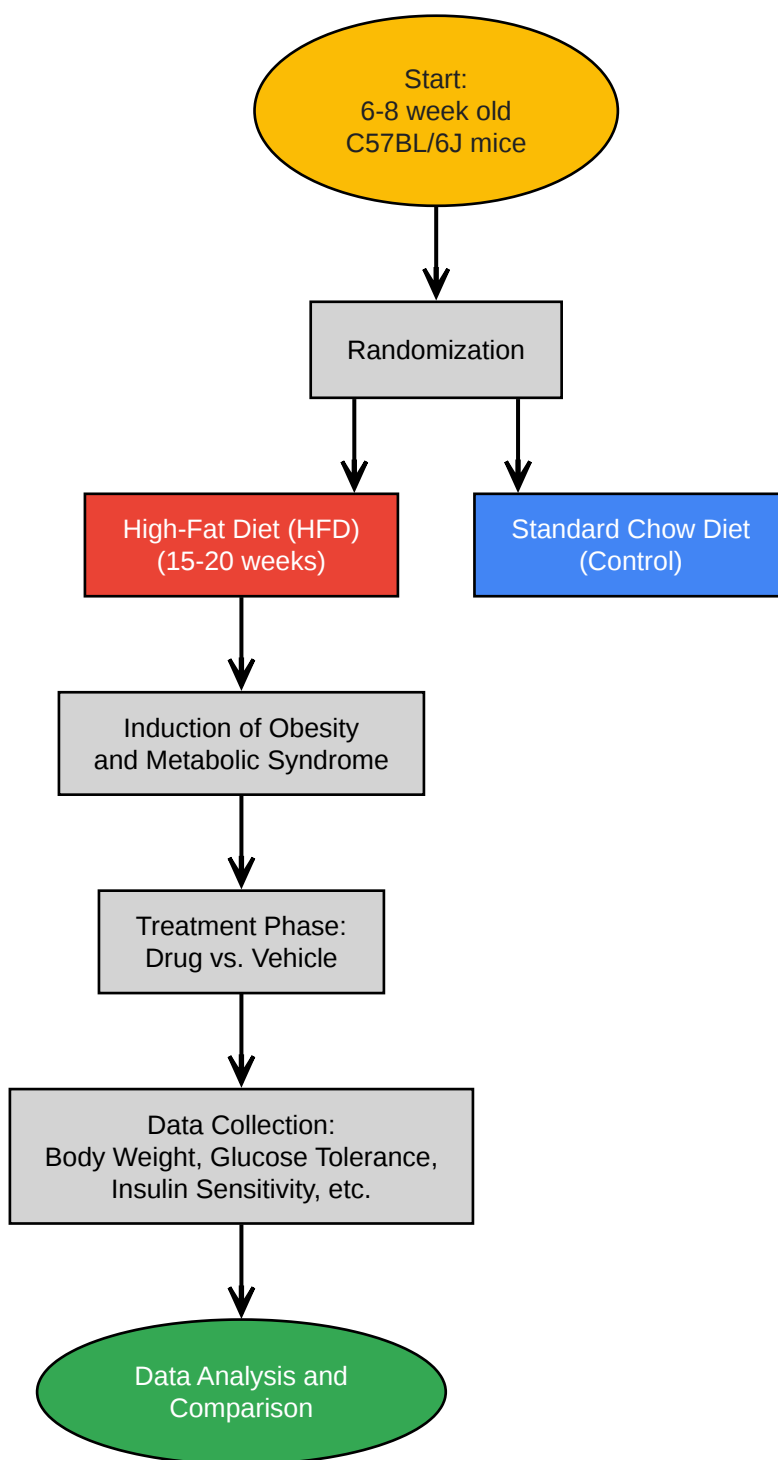 Start:
6-8 week old
C57BL/6J mice
Randomization
High-Fat Diet (HFD)
(15-20 weeks)
Standard Chow Diet
(Control)
Induction of Obesity
and Metabolic Syndrome
Treatment Phase:
Drug vs. Vehicle
Data Collection:
Body Weight, Glucose Tolerance,
Insulin Sensitivity, etc.
Data Analysis and
Comparison